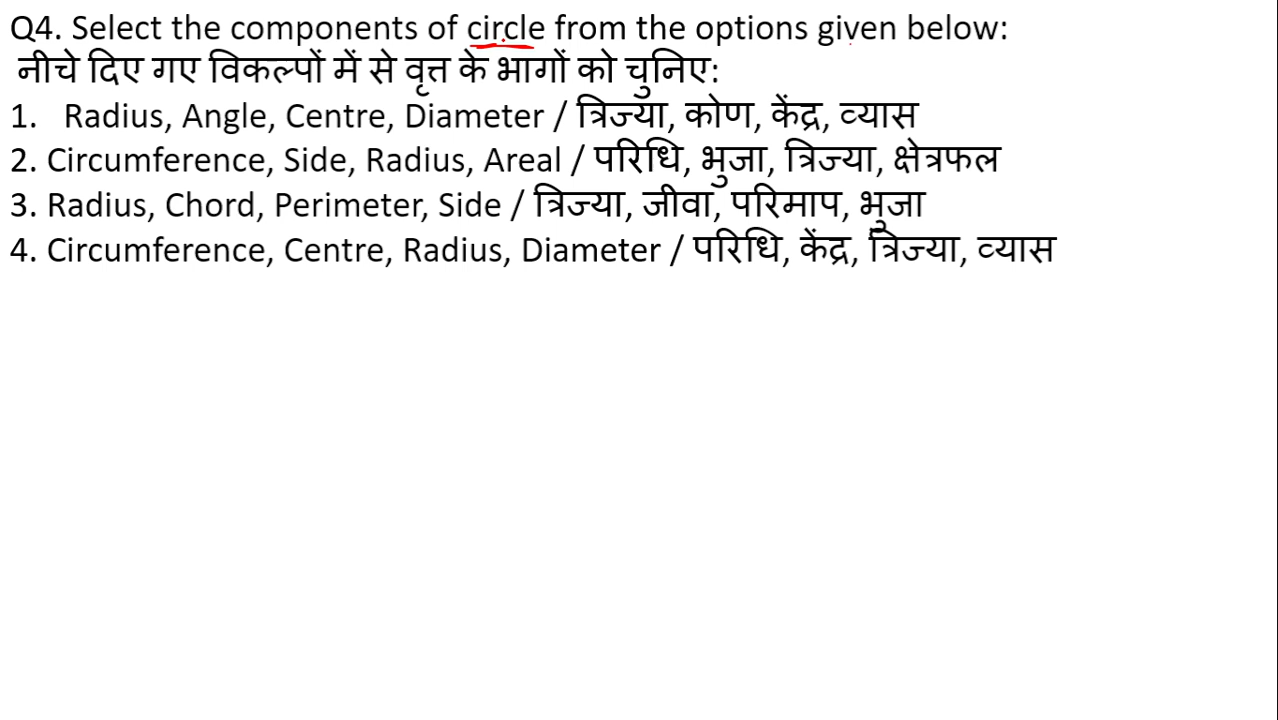 Q4. Select the components of circle from the options given below:
नीचे दिए गए विकल्पों में से वृत्त के भागों को चुनिए:
1. Radius, Angle, Centre, Diameter / त्रिज्या, कोण, केंद्र, व्यास
2. Circumference, Side, Radius, Areal / परिधि, भुजा, त्रिज्या, क्षेत्रफल
3. Radius, Chord, Perimeter, Side / त्रिज्या, जीवा, परिमाप, भुजा
4. Circumference, Centre, Radius, Diameter / परिधि, केंद्र, त्रिज्या, व्यास